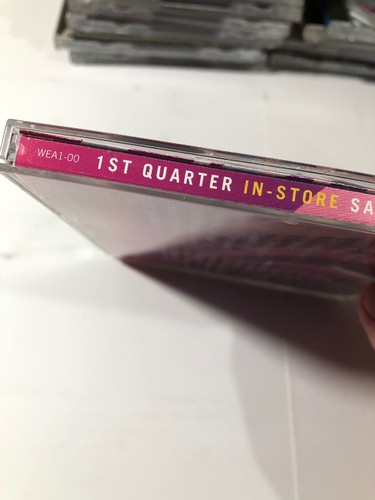 WEA1-00 1ST QUARTER IN-STORE SA